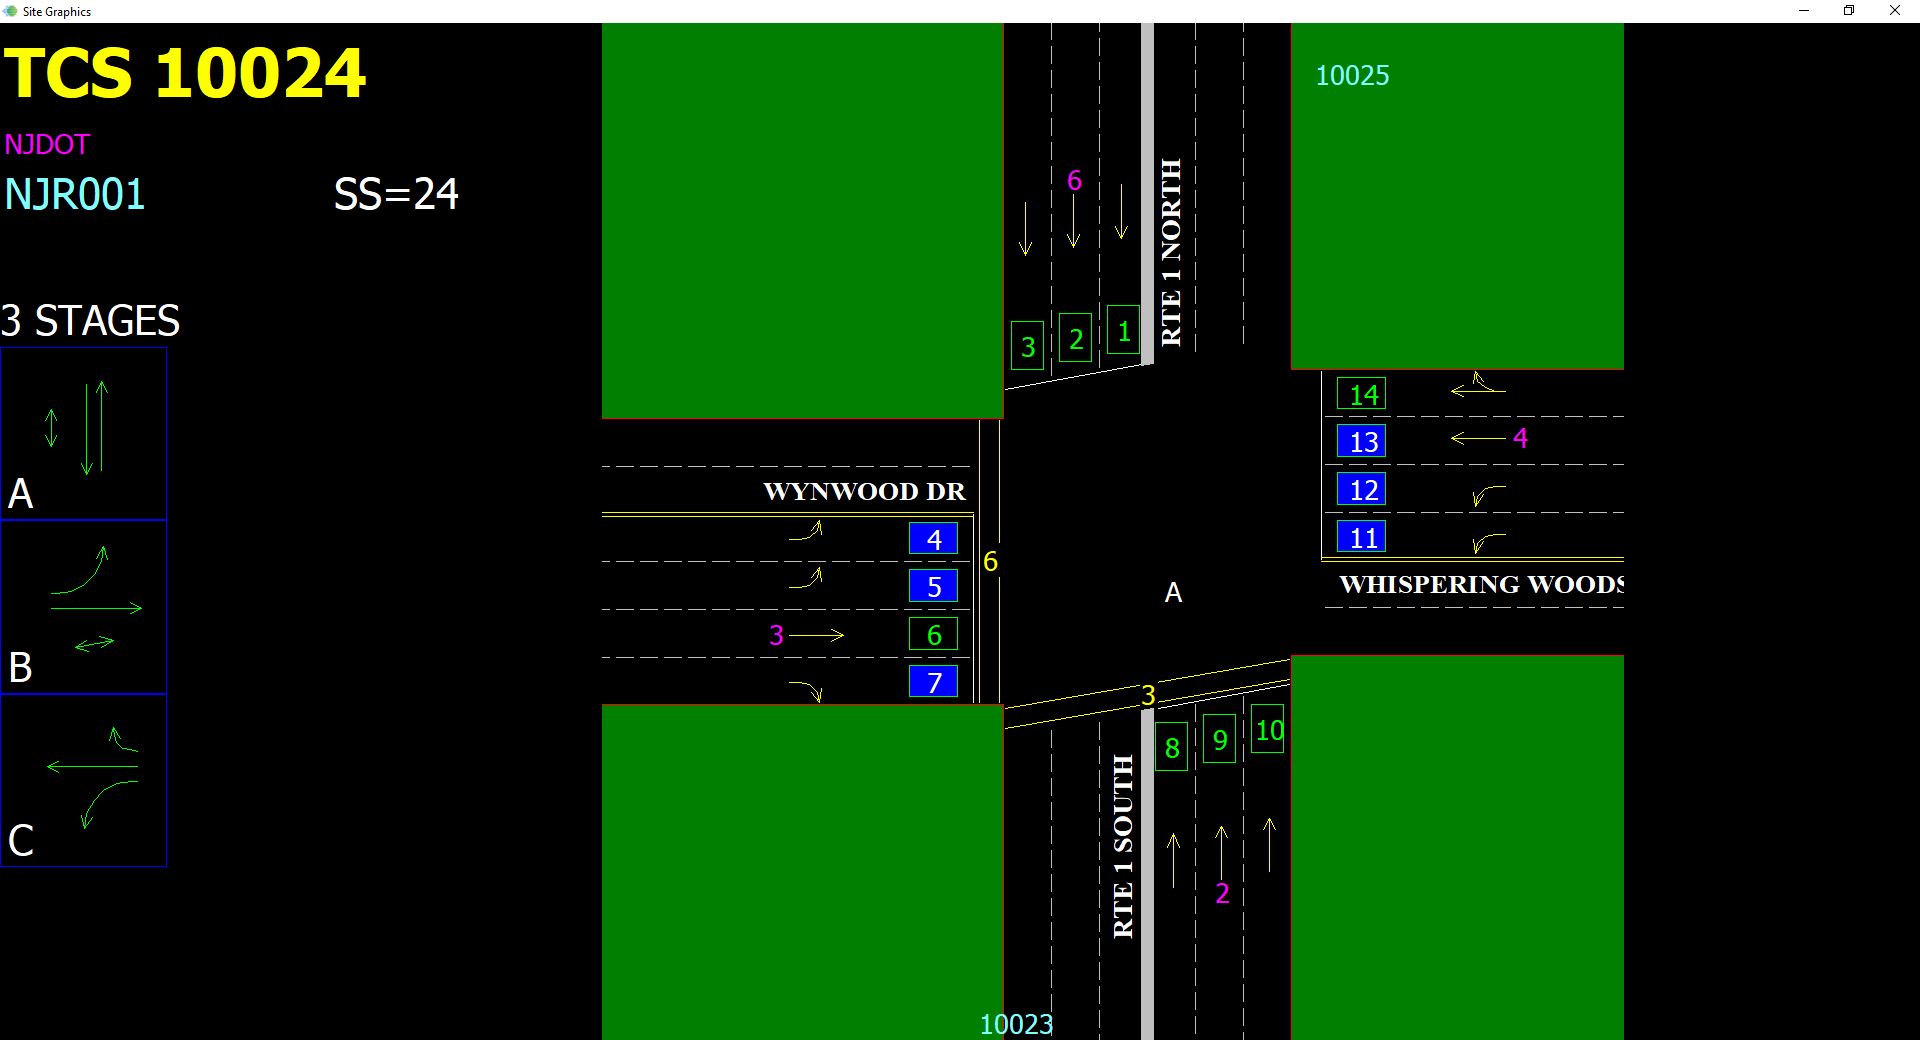 Site Graphics
TCS 10024
NJDOT
NJR001 SS=24
3 STAGES
A
B
C
10025
6
RTE 1 NORTH
3 2 1
14
13 4
12
11
WYNWOOD DR
4
5
3 6
7
6
WHISPERING WOODS
A
3
8 9 10
RTE 1 SOUTH
2
10023